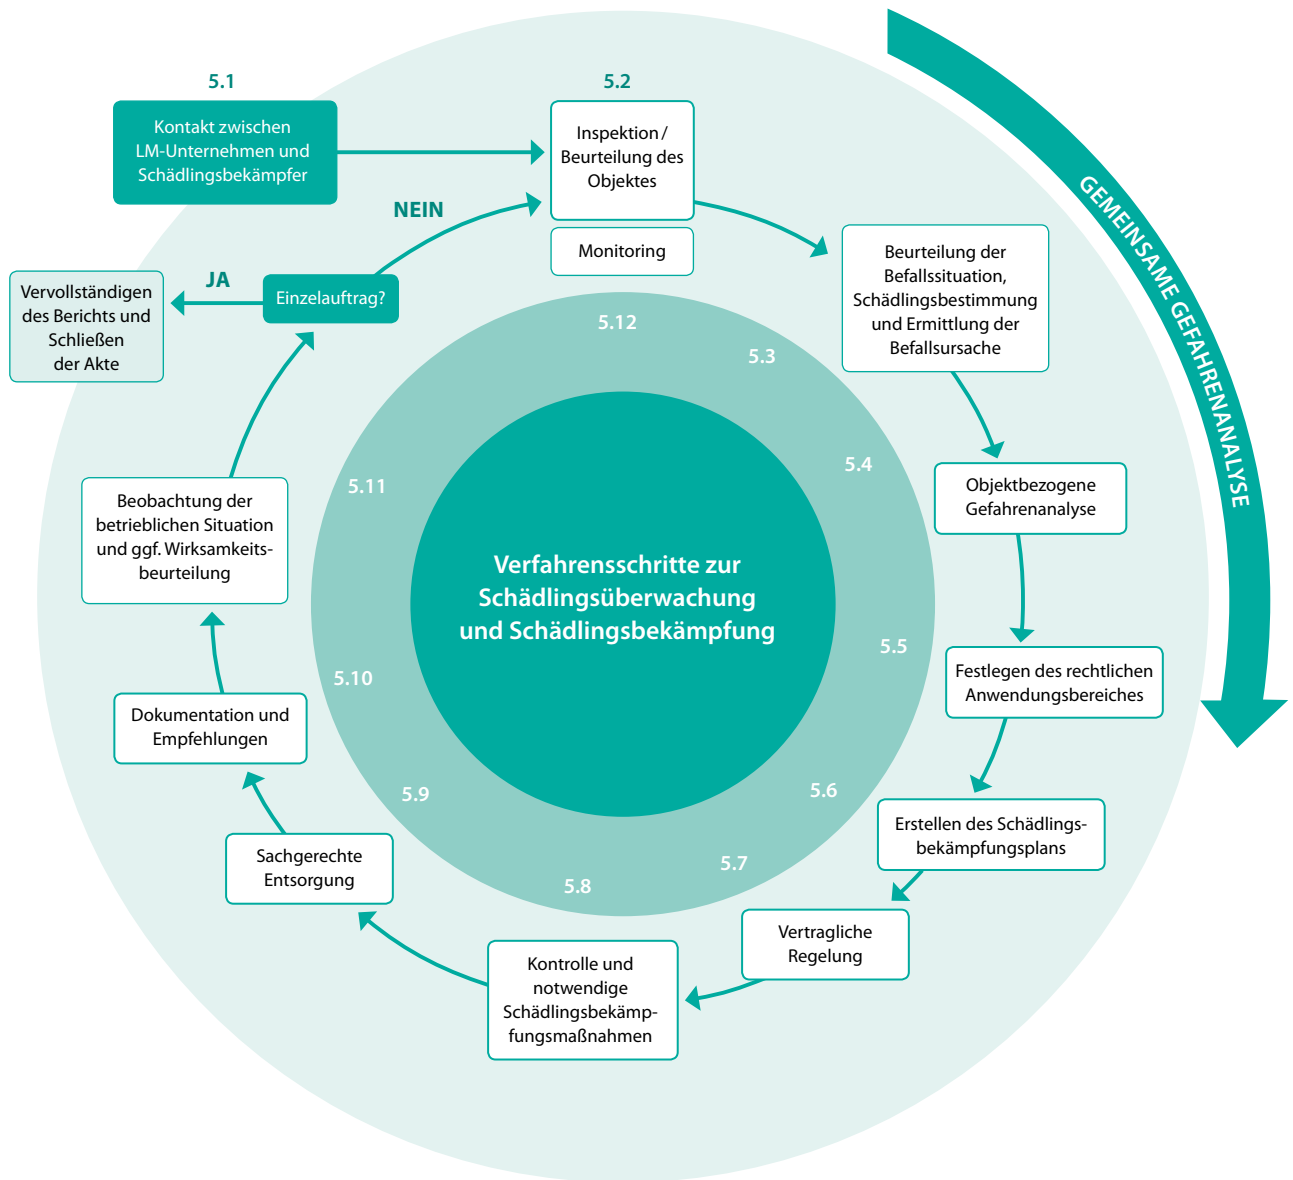 5.1
Kontakt zwischen
LM-Unternehmen und
Schädlingsbekämpfer
5.2
Inspektion /
Beurteilung des
Objektes
Monitoring
NEIN
JA
Einzelauftrag?
Vervollständigen
des Berichts und
Schließen
der Akte
GEMEINSAME GEFAHRENANALYSE
Beurteilung der
Befallssituation,
Schädlingsbestimmung
und Ermittlung der
Befallsursache
5.12
5.3
5.4
5.11
Objektbezogene
Gefahrenanalyse
Beobachtung der
betrieblichen Situation
und ggf. Wirksamkeits-
beurteilung
Verfahrensschritte zur
Schädlingsüberwachung
und Schädlingsbekämpfung
5.5
5.10
Festlegen des rechtlichen
Anwendungsbereiches
Dokumentation und
Empfehlungen
5.9
5.6
Erstellen des Schädlings-
bekämpfungsplans
Sachgerechte
Entsorgung
5.8
5.7
Vertragliche
Regelung
Kontrolle und
notwendige
Schädlingsbekämp-
fungsmaßnahmen